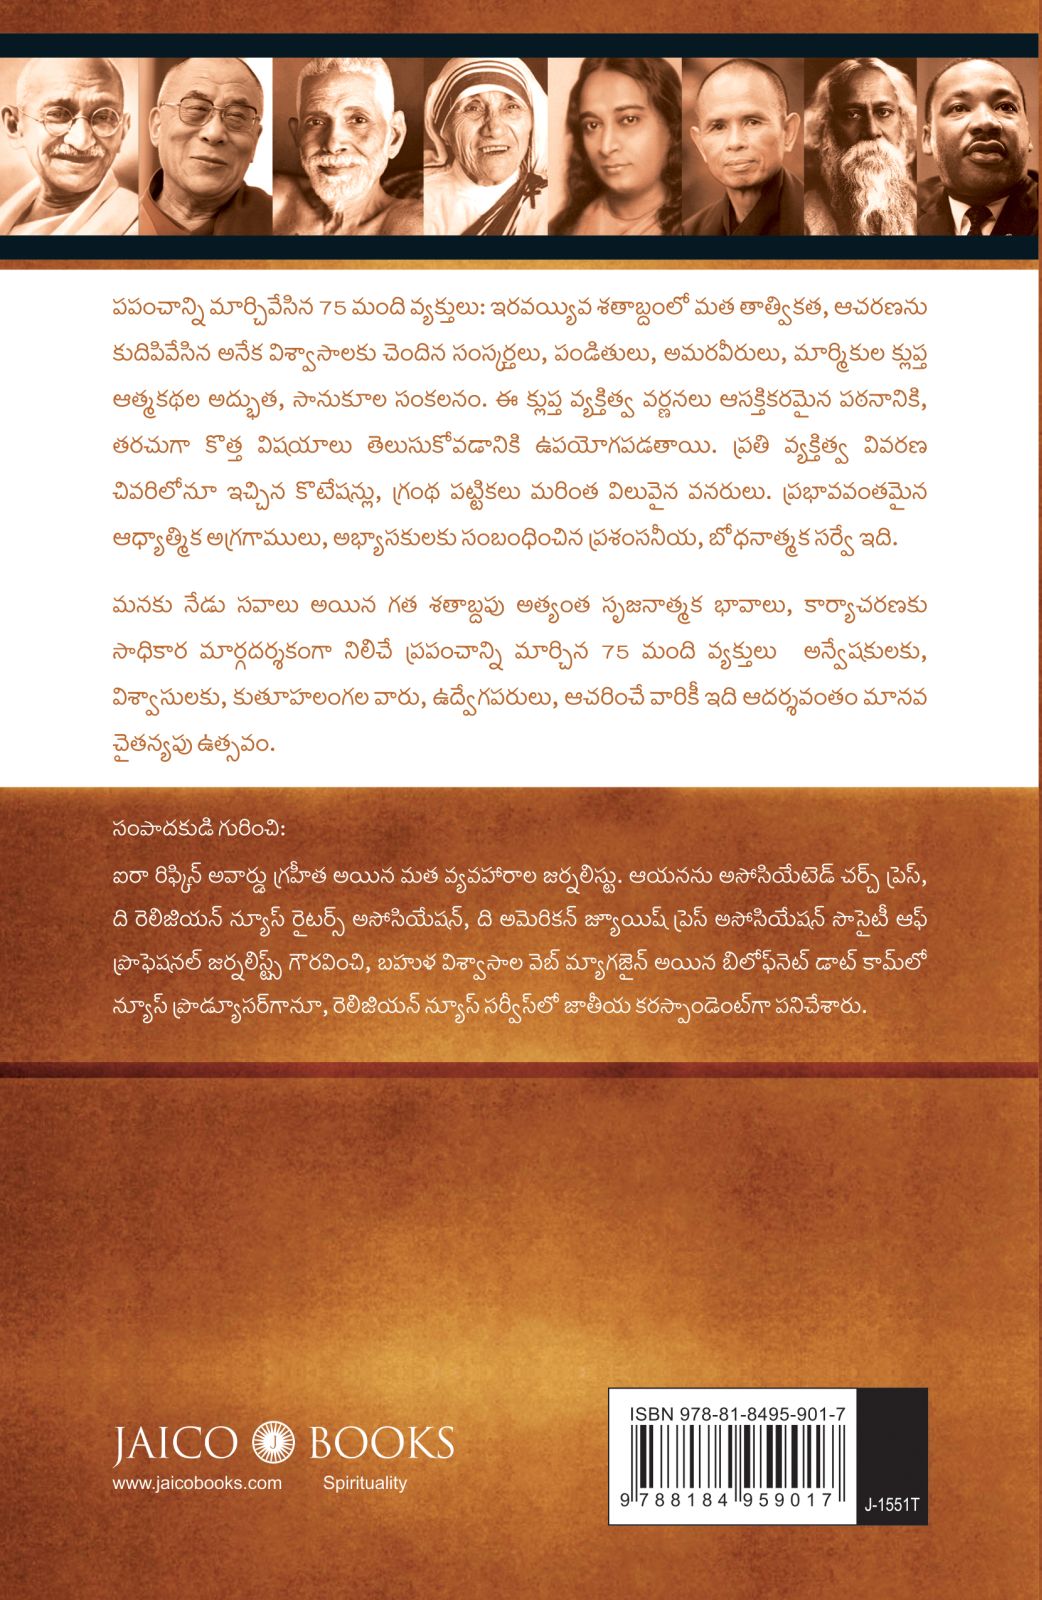 పపంచాన్ని మార్చివేసిన 75 మంది వ్యక్తులు: ఇరవయ్యివ శతాబ్దంలో మత తాత్వికత, ఆచరణను
కుదిపివేసిన అనేక విశ్వాసాలకు చెందిన సంస్కర్తలు, పండితులు, అమరవీరులు, మార్మికుల క్లుప్త
ఆత్మకథల అద్భుత, సానుకూల సంకలనం. ఈ క్లుప్త వ్యక్తిత్వ వర్ణనలు ఆసక్తికరమైన పఠనానికి,
తరచుగా కొత్త విషయాలు తెలుసుకోవడానికి ఉపయోగపడతాయి. ప్రతి వ్యక్తిత్వ వివరణ
చివరిలోనూ ఇచ్చిన కొటేషన్లు, గ్రంథ పట్టికలు మరింత విలువైన వనరులు. ప్రభావవంతమైన
ఆధ్యాత్మిక అగ్రగాములు, అభ్యాసకులకు సంబంధించిన ప్రశంసనీయ, బోధనాత్మక సర్వే ఇది.
మనకు నేడు సవాలు అయిన గత శతాబ్దపు అత్యంత సృజనాత్మక భావాలు, కార్యాచరణకు
సాధికార మార్గదర్శకంగా నిలిచే ప్రపంచాన్ని మార్చిన 75 మంది వ్యక్తులు అన్వేషకులకు,
విశ్వాసులకు, కుతూహలంగల వారు, ఉద్వేగపరులు, ఆచరించే వారికీ ఇది ఆదర్శవంతం మానవ
చైతన్యపు ఉత్సవం.
సంపాదకుడి గురించి:
ఐరా రిఫ్కిన్ అవార్డు గ్రహీత అయిన మత వ్యవహారాల జర్నలిస్టు. ఆయనను అసోసియేటెడ్ చర్చ్ ప్రెస్,
ది రెలిజియన్ న్యూస్ రైటర్స్ అసోసియేషన్, ది అమెరికన్ జ్యూయిష్ ప్రెస్ అసోసియేషన్ సొసైటీ ఆఫ్
ప్రొఫెషనల్ జర్నలిస్ట్స్ గౌరవించి, బహుళ విశ్వాసాల వెబ్ మ్యాగజైన్ అయిన బిలోఫ్‌నెట్ డాట్ కామ్‌లో
న్యూస్ ప్రొడ్యూసర్‌గానూ, రెలిజియన్ న్యూస్ సర్వీస్‌లో జాతీయ కరస్పాండెంట్‌గా పనిచేశారు.
JAICO J BOOKS
www.jaicobooks.com Spirituality
ISBN 978-81-8495-901-7
9 788184 959017
J-1551T